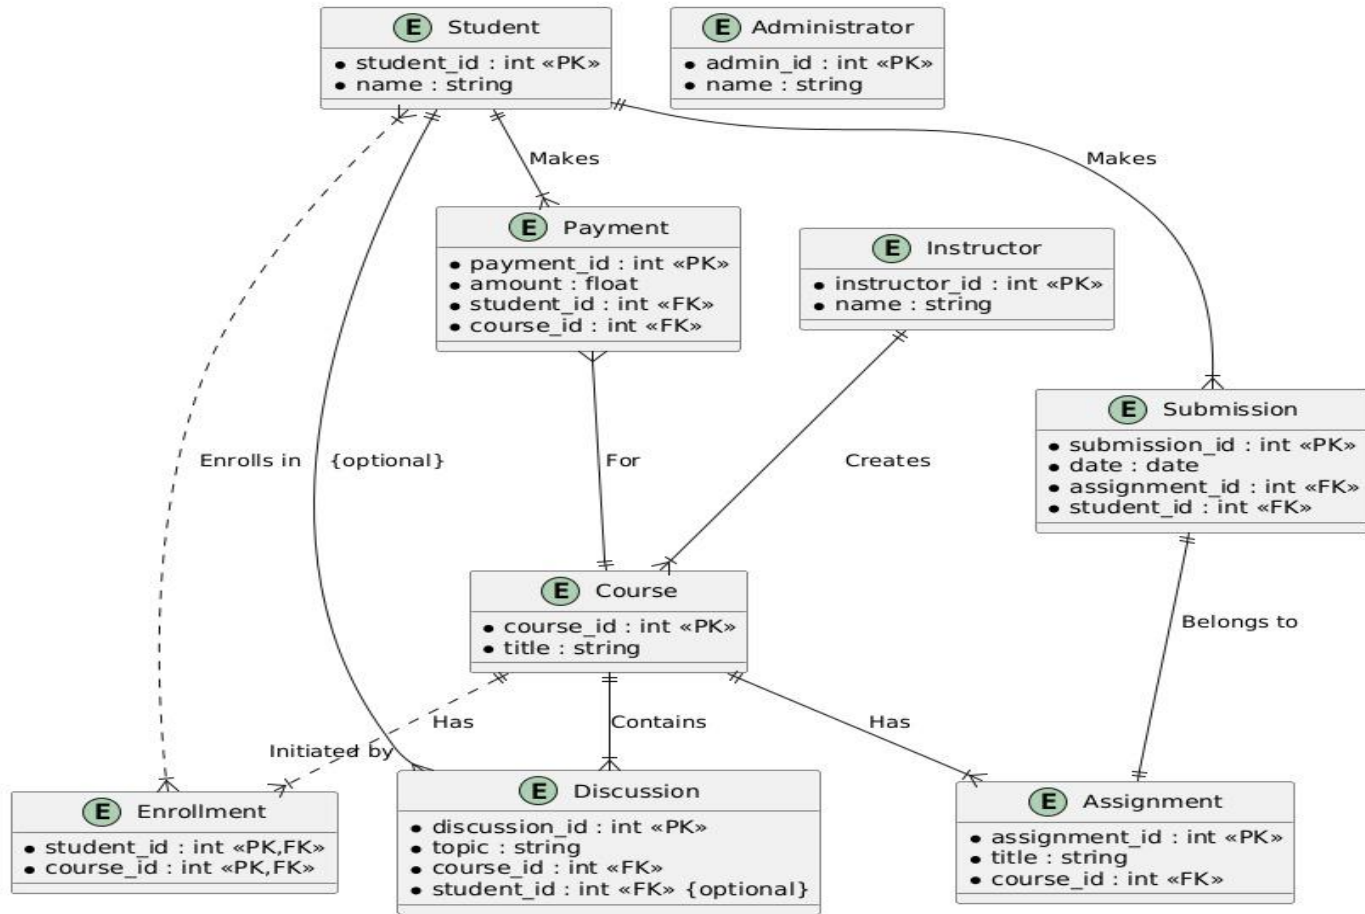 E Student
student_id : int «PK»
name : string
E Administrator
admin_id : int «PK»
name : string
Makes
Makes
E Payment
payment_id : int «PK»
amount : float
student_id : int «FK»
course_id : int «FK»
E Instructor
instructor_id : int «PK»
name : string
E Submission
submission_id : int «PK»
date : date
assignment_id : int «FK»
student_id : int «FK»
Enrolls in
{optional}
For
Creates
E Course
course_id : int «PK»
title : string
Belongs to
Has
Contains
Has
Initiated by
E Enrollment
student_id : int «PK,FK»
course_id : int «PK,FK»
E Discussion
discussion_id : int «PK»
topic : string
course_id : int «FK»
student_id : int «FK» {optional}
E Assignment
assignment_id : int «PK»
title : string
course_id : int «FK»